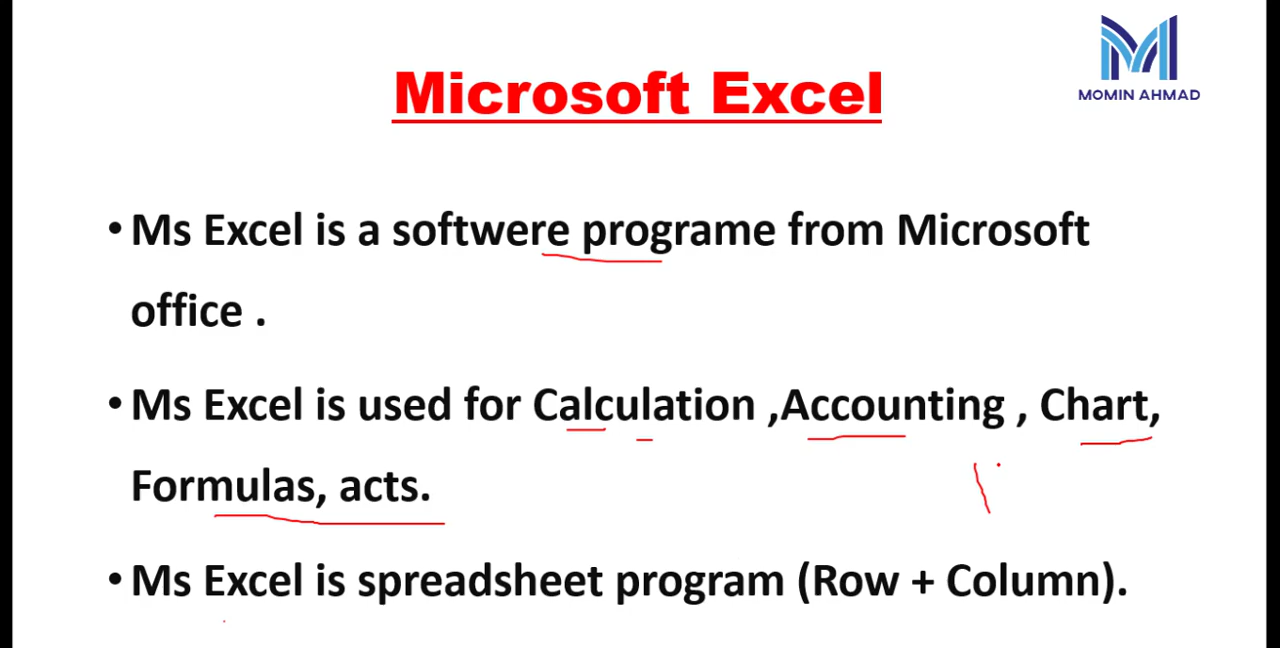 MOMIN AHMAD
Microsoft Excel
• Ms Excel is a softwere programe from Microsoft
office .
• Ms Excel is used for Calculation ,Accounting , Chart,
Formulas, acts.
• Ms Excel is spreadsheet program (Row + Column).